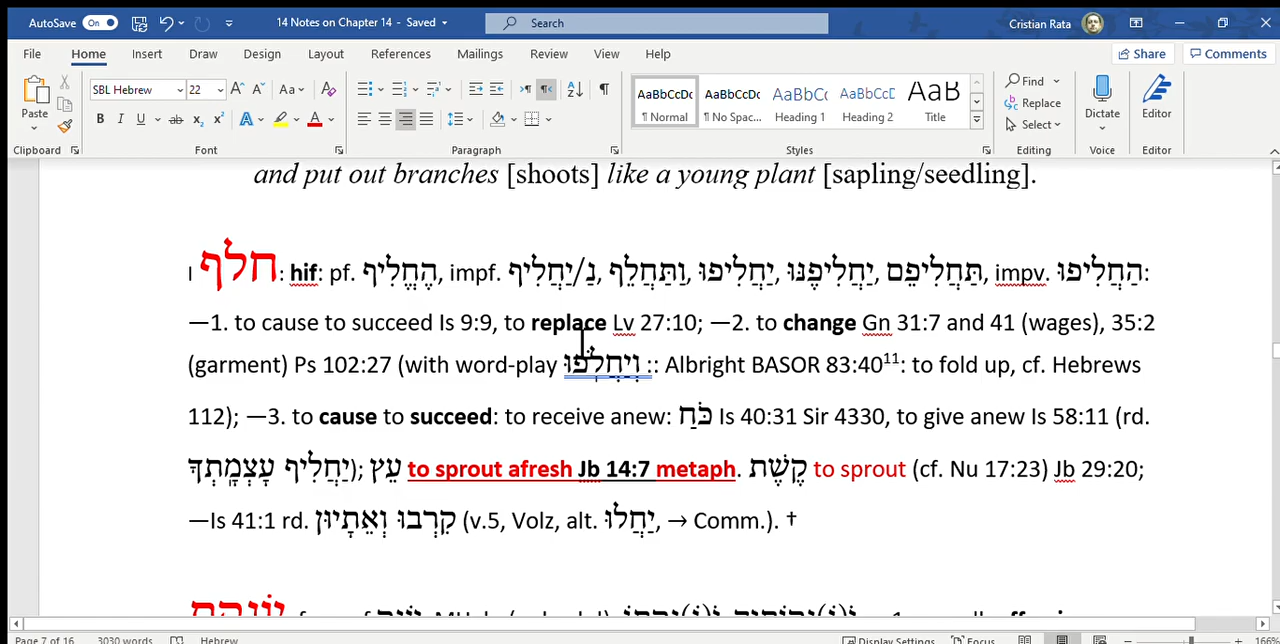 AutoSave On 14 Notes on Chapter 14 - Saved Search Cristian Rata
File Home Insert Draw Design Layout References Mailings Review View Help Share Comments
SBL Hebrew 22 Aa AaBbCcDc AaBbCcDc AaBbCc AaBbCcD AaB Find
Replace
Paste B I U ab x₂ x² A A ¶ Normal ¶ No Spac... Heading 1 Heading 2 Title Select Dictate Editor
Clipboard Font Paragraph Styles Editing Voice Editor
and put out branches [shoots] like a young plant [sapling/seedling].
I חלף: hif: pf. הֶחֱלִיף, impf. נַ/יַחֲלִיף, וַתַּחֲלֵף, יַחֲלִיפוּ, יַחֲלִיפֶנּוּ, תַּחֲלִיפֵם, impv. הַחֲלִיפוּ:
—1. to cause to succeed Is 9:9, to replace Lv 27:10; —2. to change Gn 31:7 and 41 (wages), 35:2
(garment) Ps 102:27 (with word-play וְיַחְלֹפוּ :: Albright BASOR 83:40¹¹: to fold up, cf. Hebrews
112); —3. to cause to succeed: to receive anew: כֹּחַ Is 40:31 Sir 4330, to give anew Is 58:11 (rd.
יַחֲלִיף עָצְמָתְךָ); עֵץ to sprout afresh Jb 14:7 metaph. קֶשֶׁת to sprout (cf. Nu 17:23) Jb 29:20;
—Is 41:1 rd. קִרְבוּ וְאֵתָיוּן (v.5, Volz, alt. יַחֲלוּ, → Comm.). †
Page 7 of 16 3030 words Hebrew Display Settings Focus 166%